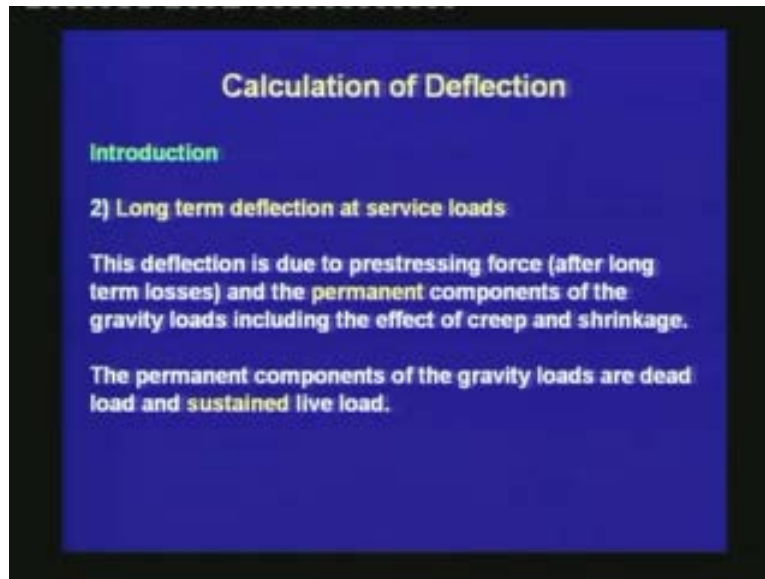 Calculation of Deflection
Introduction
2) Long term deflection at service loads
This deflection is due to prestressing force (after long
term losses) and the permanent components of the
gravity loads including the effect of creep and shrinkage.
The permanent components of the gravity loads are dead
load and sustained live load.